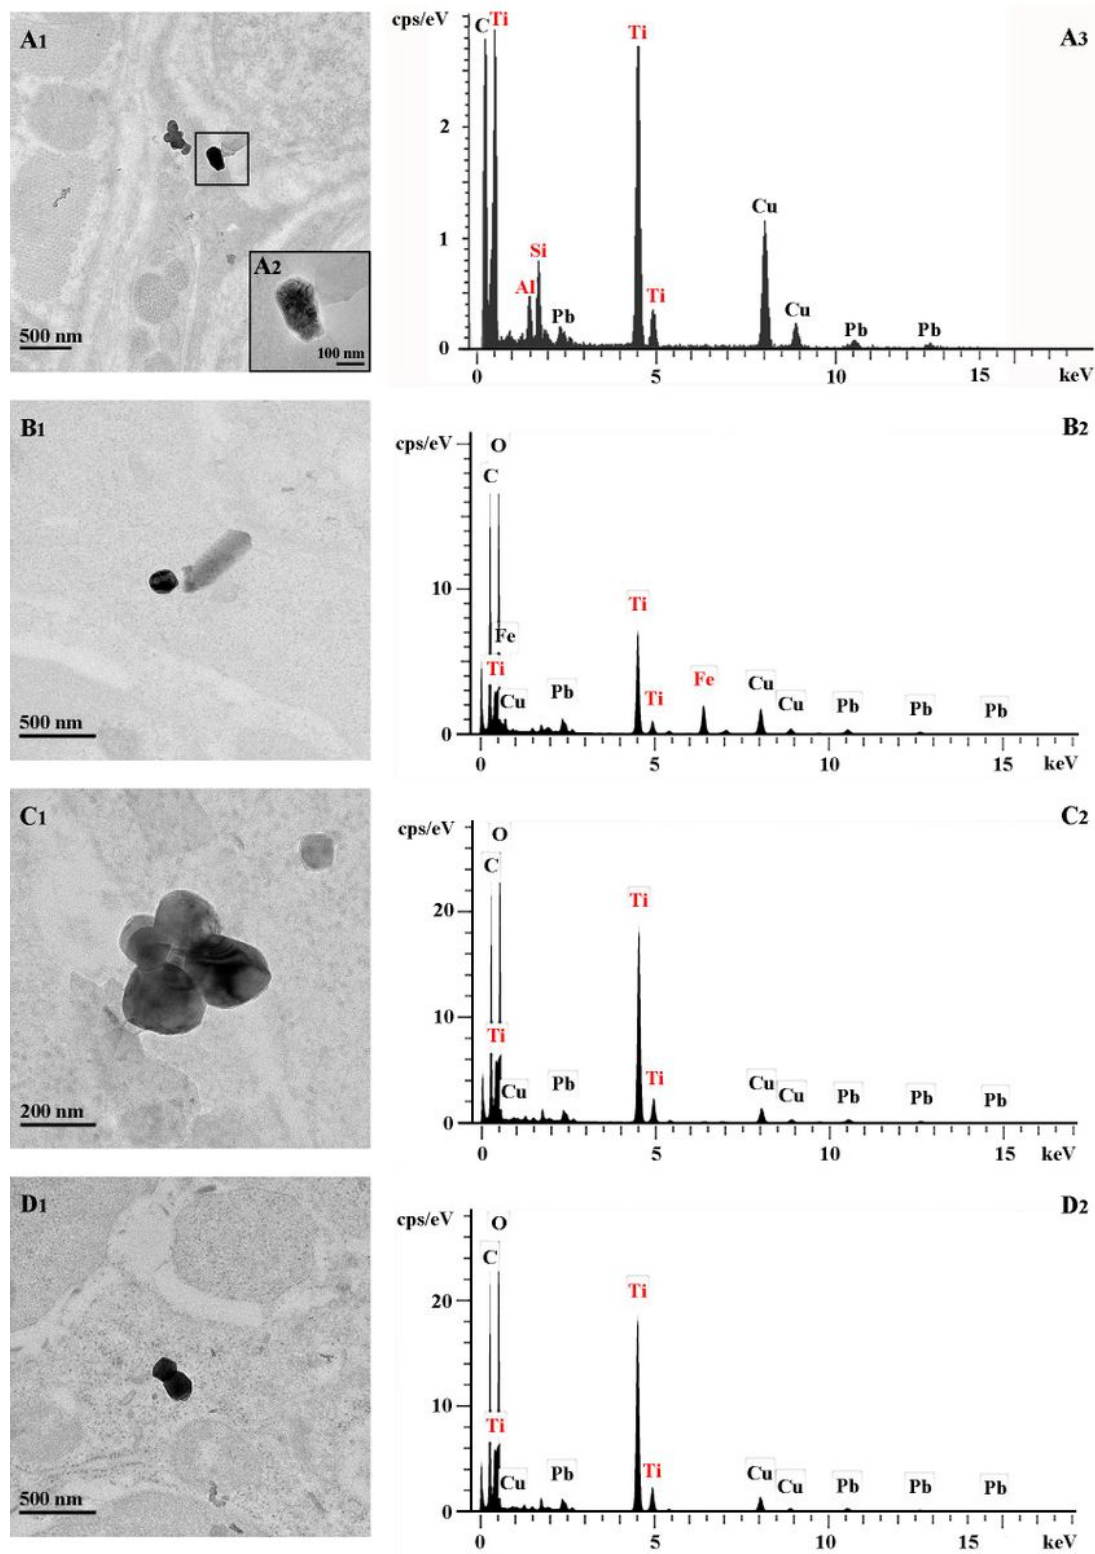 A1
A2
500 nm
100 nm
cps/eV
C Ti
Ti
A3
2
Cu
1
Si
Al
Ti
Pb
Cu
Pb
Pb
0
0 5 10 15 keV
B1
500 nm
cps/eV
O
B2
C
10
Ti
Fe
Ti
Fe
Cu
Pb
Ti
Cu
Cu
Pb
Pb
Pb
0
0 5 10 15 keV
C1
200 nm
cps/eV
O
C2
C
20
Ti
10
Ti
Cu
Pb
Ti
Cu
Cu
Pb
Pb
Pb
0
0 5 10 15 keV
D1
500 nm
cps/eV
O
D2
C
Ti
20
10
Ti
Cu
Pb
Ti
Cu
Cu
Pb
Pb
Pb
0
0 5 10 15 keV